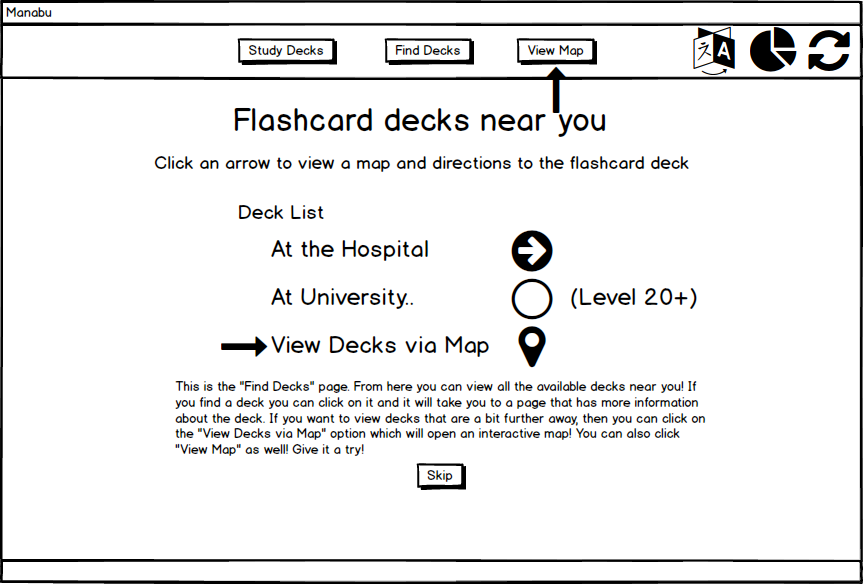 Manabu
Study Decks
Find Decks
View Map
A
Flashcard decks near you
Click an arrow to view a map and directions to the flashcard deck
Deck List
At the Hospital
At University..
(Level 20+)
View Decks via Map
This is the "Find Decks" page. From here you can view all the available decks near you! If
you find a deck you can click on it and it will take you to a page that has more information
about the deck. If you want to view decks that are a bit further away, then you can click on
the "View Decks via Map" option which will open an interactive map! You can also click
"View Map" as well! Give it a try!
Skip